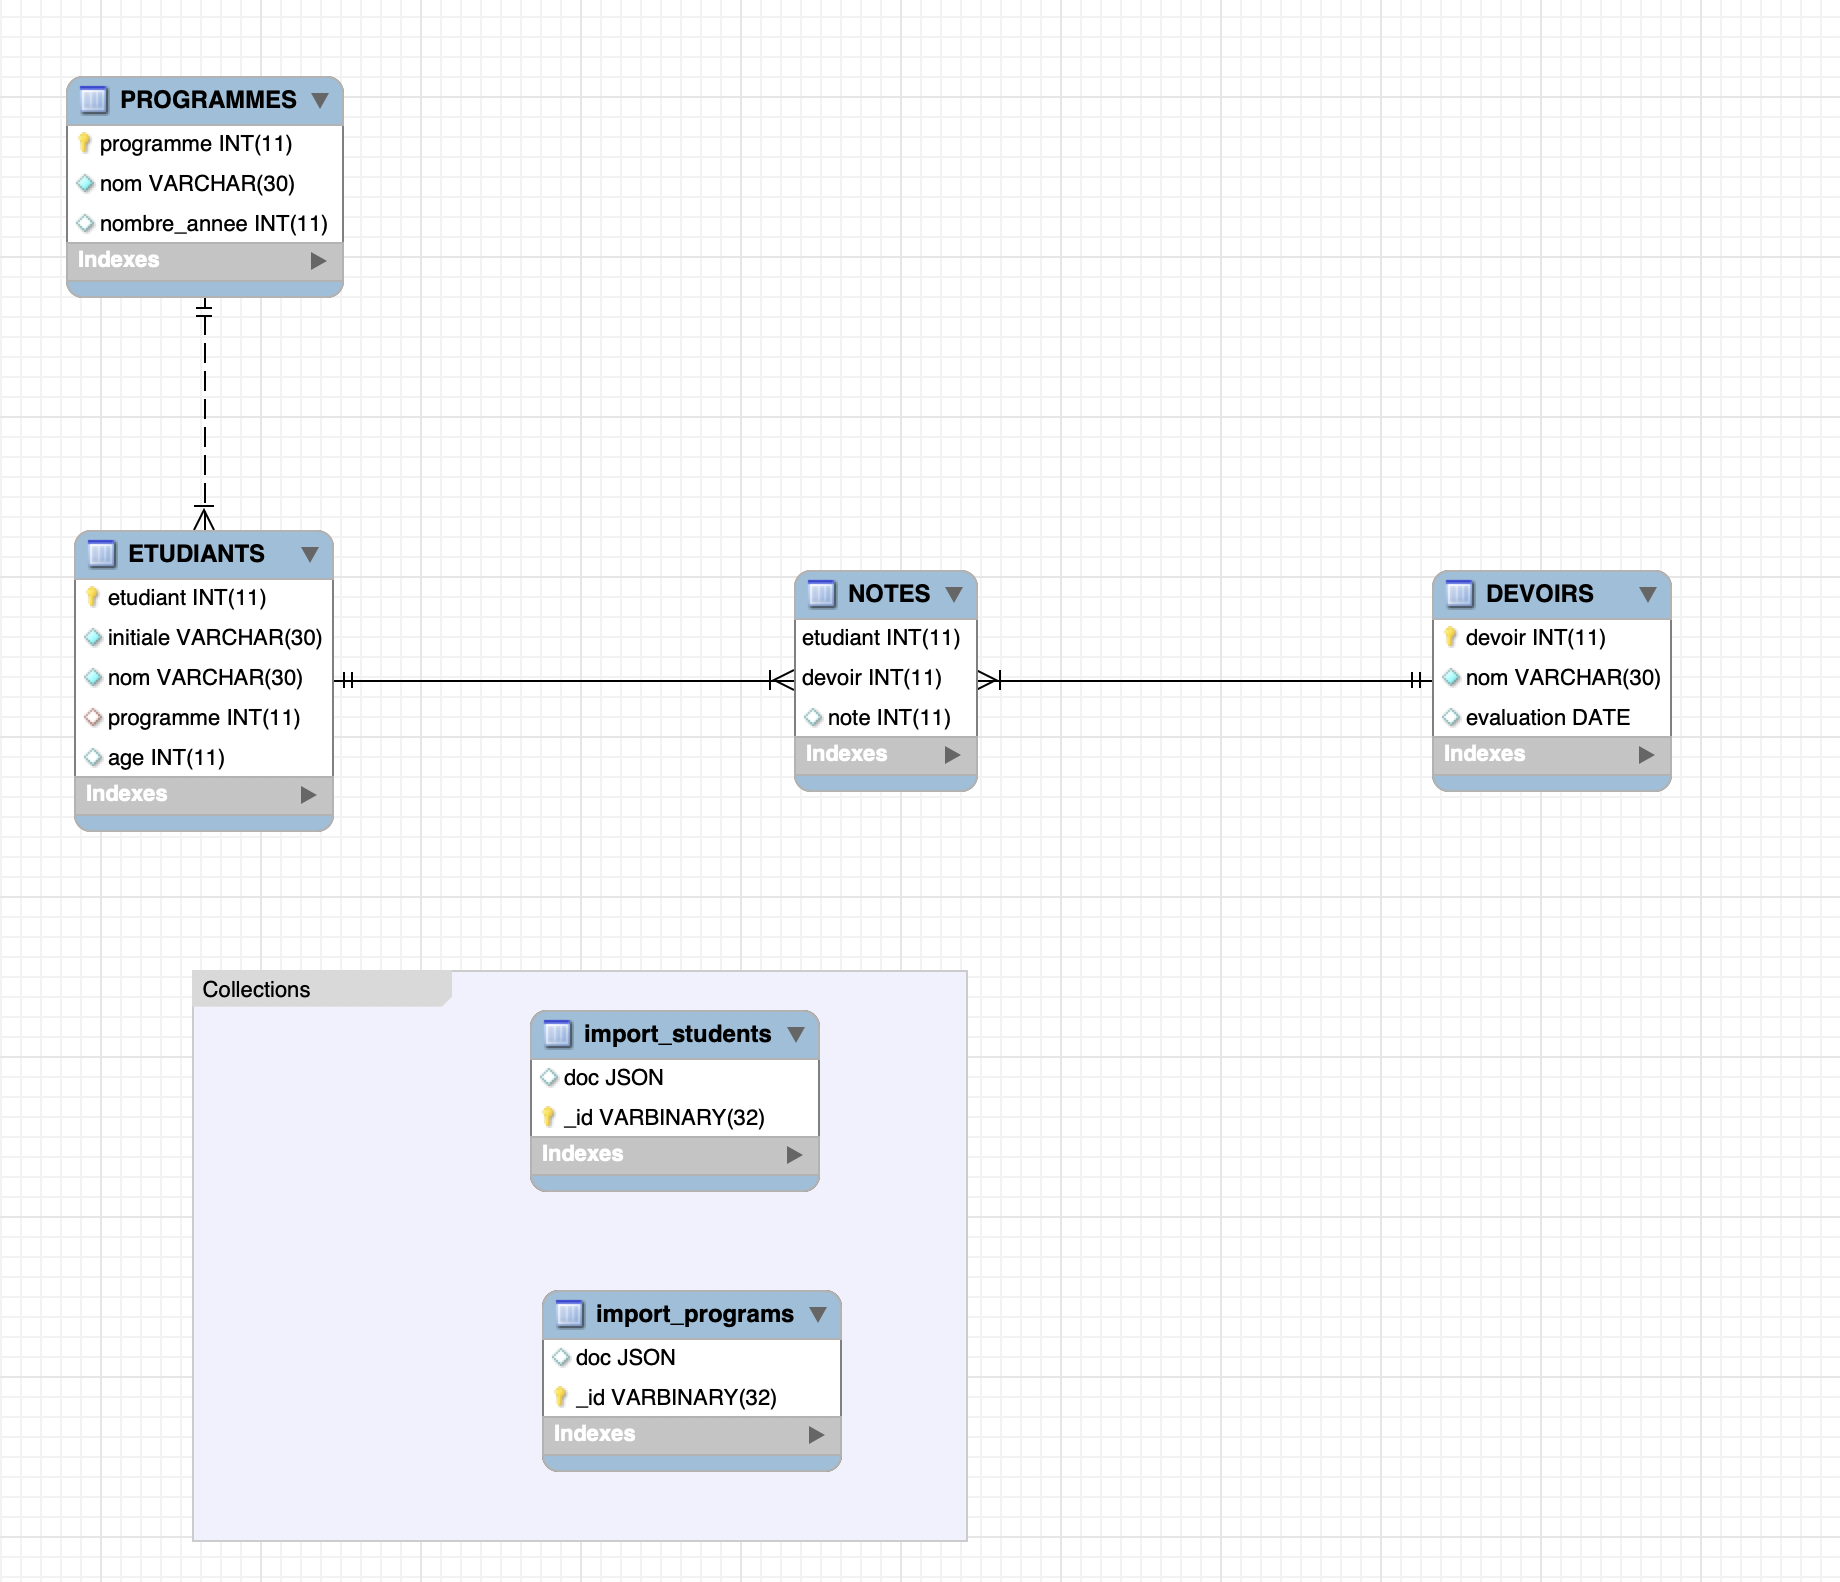 PROGRAMMES
programme INT(11)
nom VARCHAR(30)
nombre_annee INT(11)
Indexes
ETUDIANTS
etudiant INT(11)
initiale VARCHAR(30)
nom VARCHAR(30)
programme INT(11)
age INT(11)
Indexes
NOTES
etudiant INT(11)
devoir INT(11)
note INT(11)
Indexes
DEVOIRS
devoir INT(11)
nom VARCHAR(30)
evaluation DATE
Indexes
Collections
import_students
doc JSON
_id VARBINARY(32)
Indexes
import_programs
doc JSON
_id VARBINARY(32)
Indexes